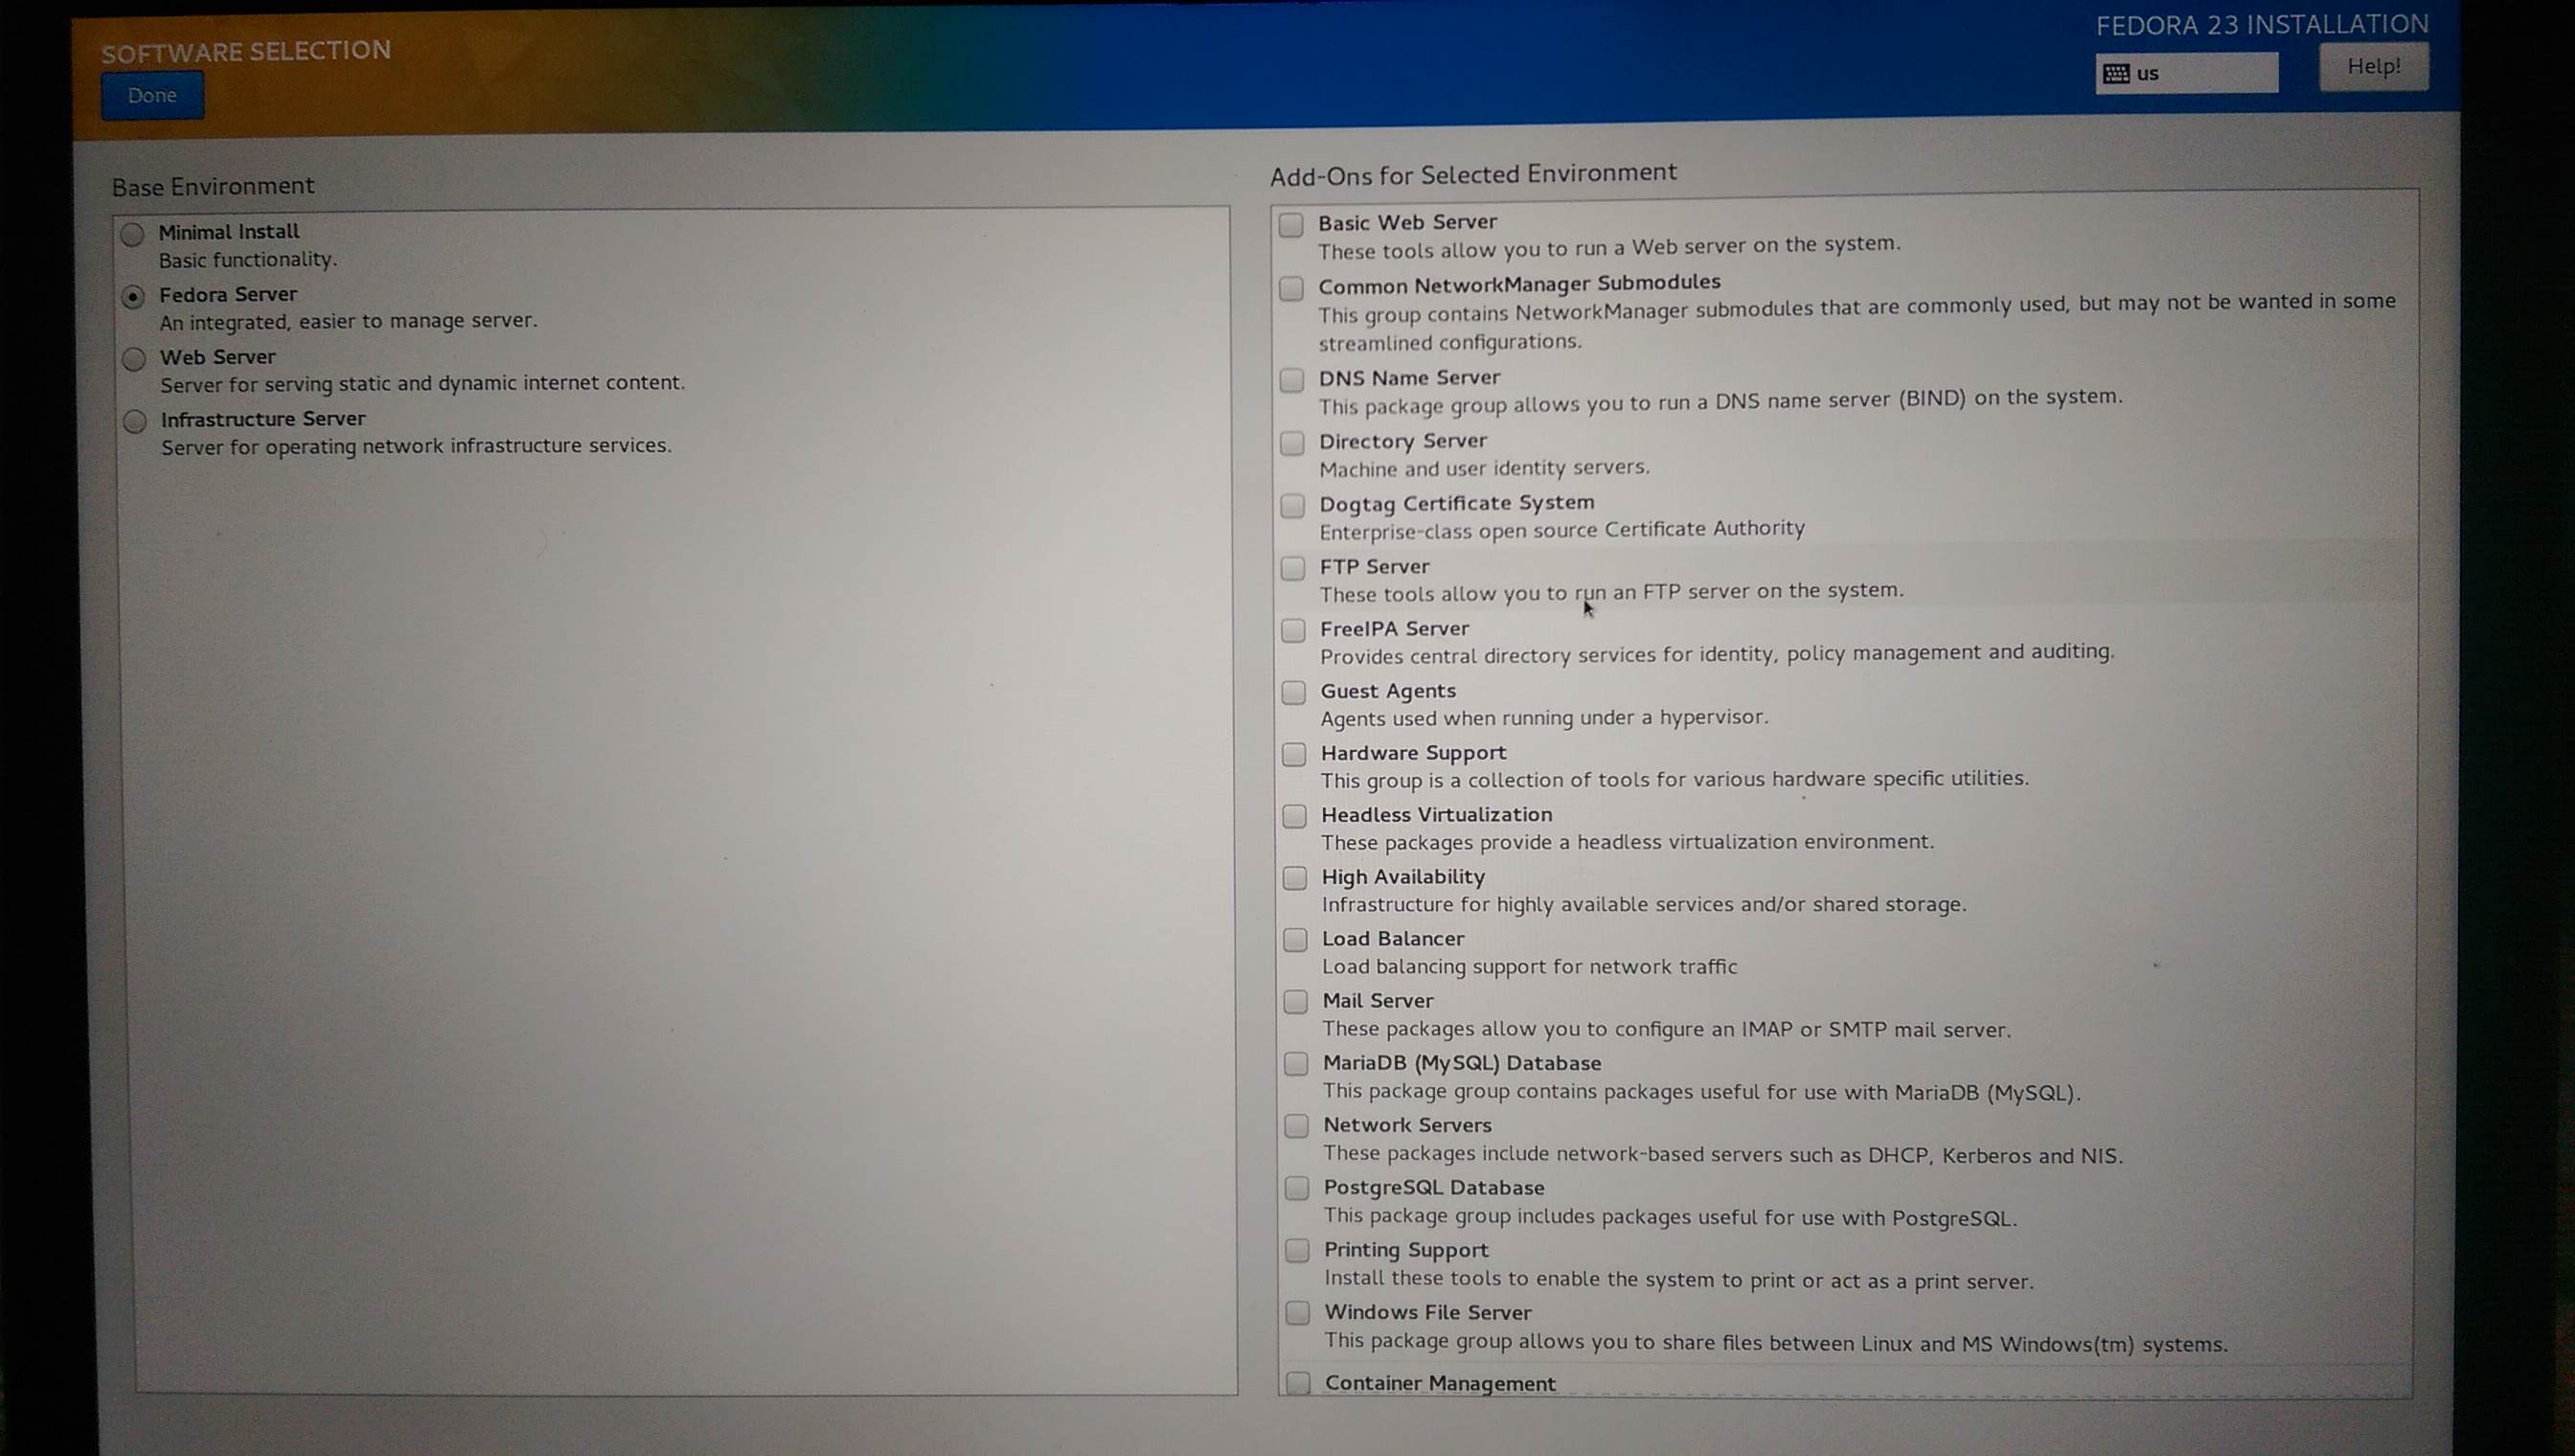 SOFTWARE SELECTION
Done
FEDORA 23 INSTALLATION
us
Help!
Base Environment
Minimal Install
Basic functionality.
Fedora Server
An integrated, easier to manage server.
Web Server
Server for serving static and dynamic internet content.
Infrastructure Server
Server for operating network infrastructure services.
Add-Ons for Selected Environment
Basic Web Server
These tools allow you to run a Web server on the system.
Common NetworkManager Submodules
This group contains NetworkManager submodules that are commonly used, but may not be wanted in some
streamlined configurations.
DNS Name Server
This package group allows you to run a DNS name server (BIND) on the system.
Directory Server
Machine and user identity servers.
Dogtag Certificate System
Enterprise-class open source Certificate Authority
FTP Server
These tools allow you to run an FTP server on the system.
FreeIPA Server
Provides central directory services for identity, policy management and auditing.
Guest Agents
Agents used when running under a hypervisor.
Hardware Support
This group is a collection of tools for various hardware specific utilities.
Headless Virtualization
These packages provide a headless virtualization environment.
High Availability
Infrastructure for highly available services and/or shared storage.
Load Balancer
Load balancing support for network traffic
Mail Server
These packages allow you to configure an IMAP or SMTP mail server.
MariaDB (MySQL) Database
This package group contains packages useful for use with MariaDB (MySQL).
Network Servers
These packages include network-based servers such as DHCP, Kerberos and NIS.
PostgreSQL Database
This package group includes packages useful for use with PostgreSQL.
Printing Support
Install these tools to enable the system to print or act as a print server.
Windows File Server
This package group allows you to share files between Linux and MS Windows(tm) systems.
Container Management